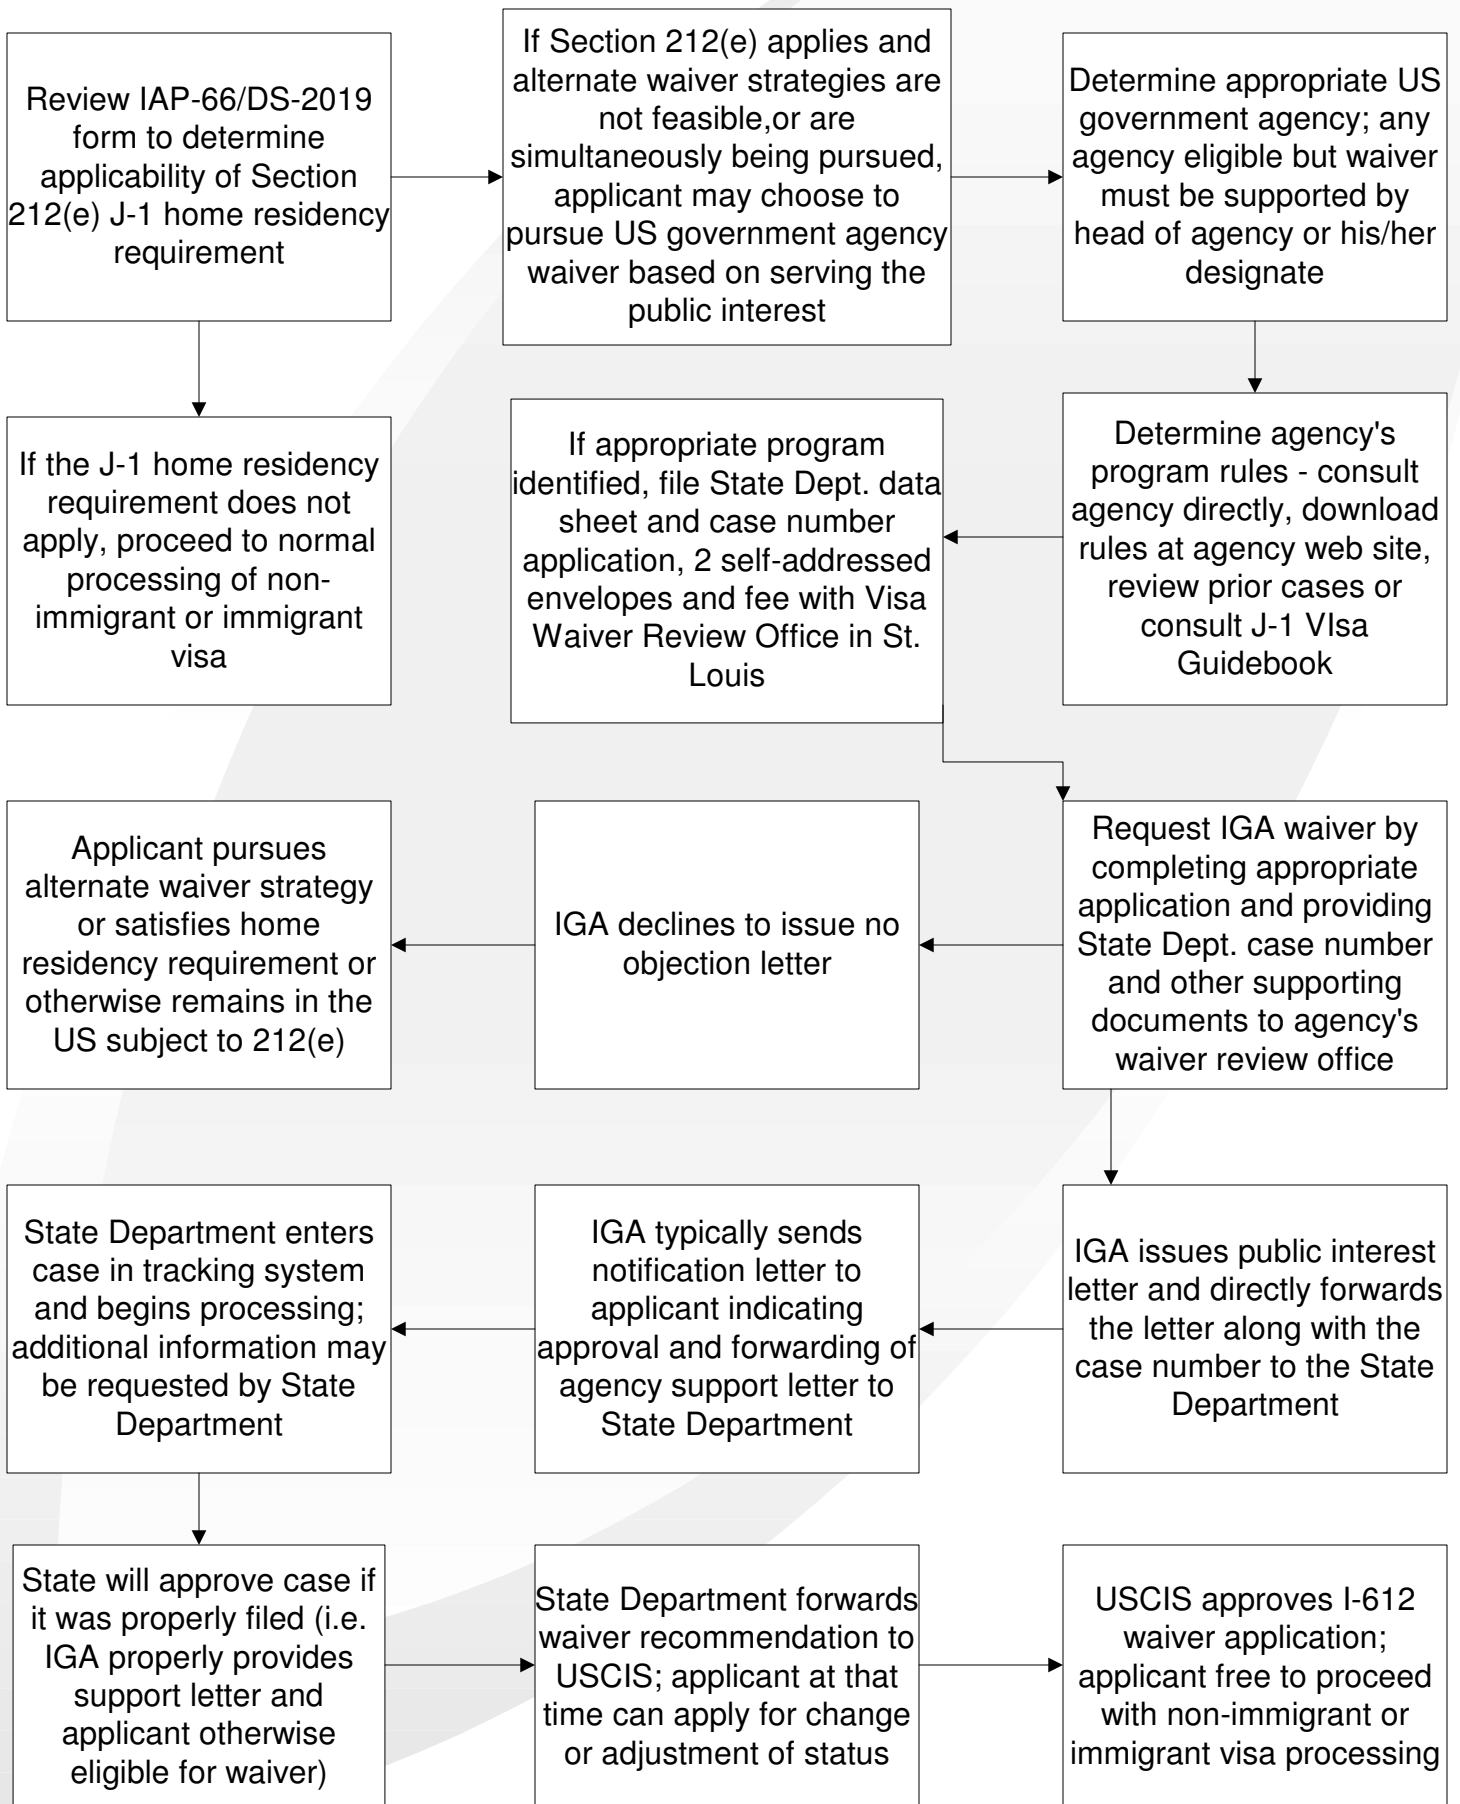 Review IAP-66/DS-2019
form to determine
applicability of Section
212(e) J-1 home residency
requirement
If Section 212(e) applies and
alternate waiver strategies are
not feasible,or are
simultaneously being pursued,
applicant may choose to
pursue US government agency
waiver based on serving the
public interest
Determine appropriate US
government agency; any
agency eligible but waiver
must be supported by
head of agency or his/her
designate
If the J-1 home residency
requirement does not
apply, proceed to normal
processing of non-
immigrant or immigrant
visa
If appropriate program
identified, file State Dept. data
sheet and case number
application, 2 self-addressed
envelopes and fee with Visa
Waiver Review Office in St.
Louis
Determine agency's
program rules - consult
agency directly, download
rules at agency web site,
review prior cases or
consult J-1 VIsa
Guidebook
Applicant pursues
alternate waiver strategy
or satisfies home
residency requirement or
otherwise remains in the
US subject to 212(e)
IGA declines to issue no
objection letter
Request IGA waiver by
completing appropriate
application and providing
State Dept. case number
and other supporting
documents to agency's
waiver review office
State Department enters
case in tracking system
and begins processing;
additional information may
be requested by State
Department
IGA typically sends
notification letter to
applicant indicating
approval and forwarding of
agency support letter to
State Department
IGA issues public interest
letter and directly forwards
the letter along with the
case number to the State
Department
State will approve case if
it was properly filed (i.e.
IGA properly provides
support letter and
applicant otherwise
eligible for waiver)
State Department forwards
waiver recommendation to
USCIS; applicant at that
time can apply for change
or adjustment of status
USCIS approves I-612
waiver application;
applicant free to proceed
with non-immigrant or
immigrant visa processing